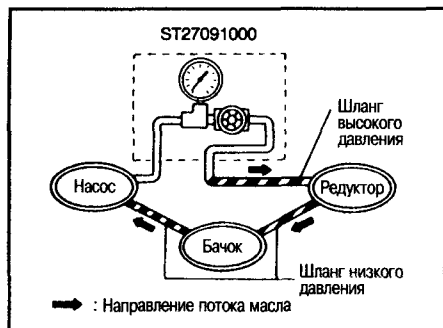 ST27091000
Шланг
высокого
давления
Насос
Редуктор
Бачок
Шланг низкого
давления
: Направление потока масла